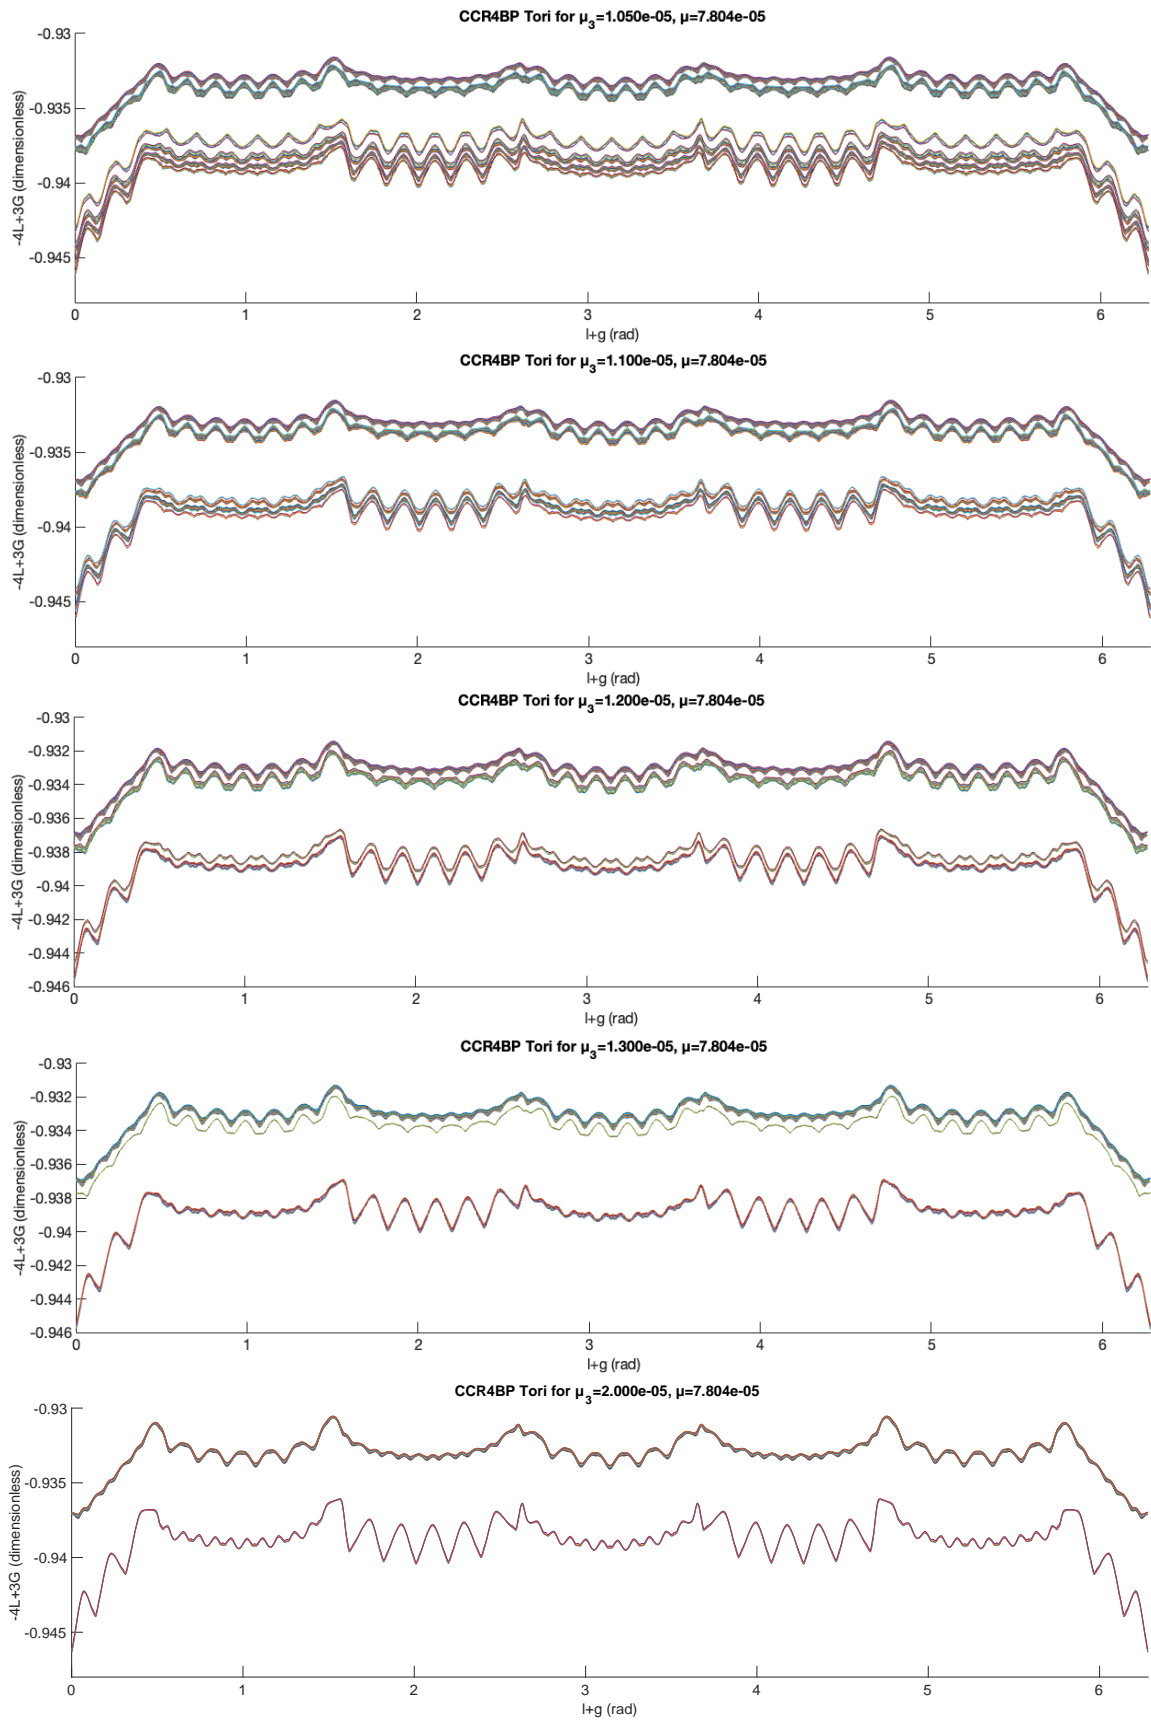 CCR4BP Tori for μ₃=1.050e-05, μ=7.804e-05
-0.93
-0.935
-0.94
-0.945
-4L+3G (dimensionless)
0 1 2 3 4 5 6
l+g (rad)
CCR4BP Tori for μ₃=1.100e-05, μ=7.804e-05
-0.93
-0.935
-0.94
-0.945
-4L+3G (dimensionless)
0 1 2 3 4 5 6
l+g (rad)
CCR4BP Tori for μ₃=1.200e-05, μ=7.804e-05
-0.93
-0.932
-0.934
-0.936
-0.938
-0.94
-0.942
-0.944
-0.946
-4L+3G (dimensionless)
0 1 2 3 4 5 6
l+g (rad)
CCR4BP Tori for μ₃=1.300e-05, μ=7.804e-05
-0.93
-0.932
-0.934
-0.936
-0.938
-0.94
-0.942
-0.944
-0.946
-4L+3G (dimensionless)
0 1 2 3 4 5 6
l+g (rad)
CCR4BP Tori for μ₃=2.000e-05, μ=7.804e-05
-0.93
-0.935
-0.94
-0.945
-4L+3G (dimensionless)
0 1 2 3 4 5 6
l+g (rad)